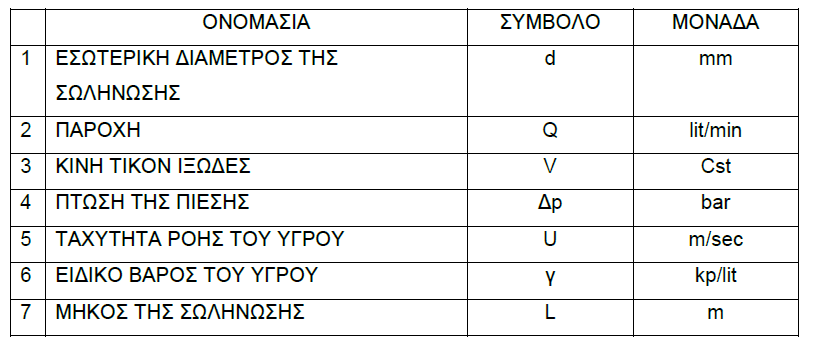 ΟΝΟΜΑΣΙΑ ΣΥΜΒΟΛΟ ΜΟΝΑΔΑ
1 ΕΣΩΤΕΡΙΚΗ ΔΙΑΜΕΤΡΟΣ ΤΗΣ d mm
ΣΩΛΗΝΩΣΗΣ
2 ΠΑΡΟΧΗ Q lit/min
3 ΚΙΝΗ ΤΙΚΟΝ ΙΞΩΔΕΣ V Cst
4 ΠΤΩΣΗ ΤΗΣ ΠΙΕΣΗΣ Δp bar
5 ΤΑΧΥΤΗΤΑ ΡΟΗΣ ΤΟΥ ΥΓΡΟΥ U m/sec
6 ΕΙΔΙΚΟ ΒΑΡΟΣ ΤΟΥ ΥΓΡΟΥ γ kp/lit
7 ΜΗΚΟΣ ΤΗΣ ΣΩΛΗΝΩΣΗΣ L m